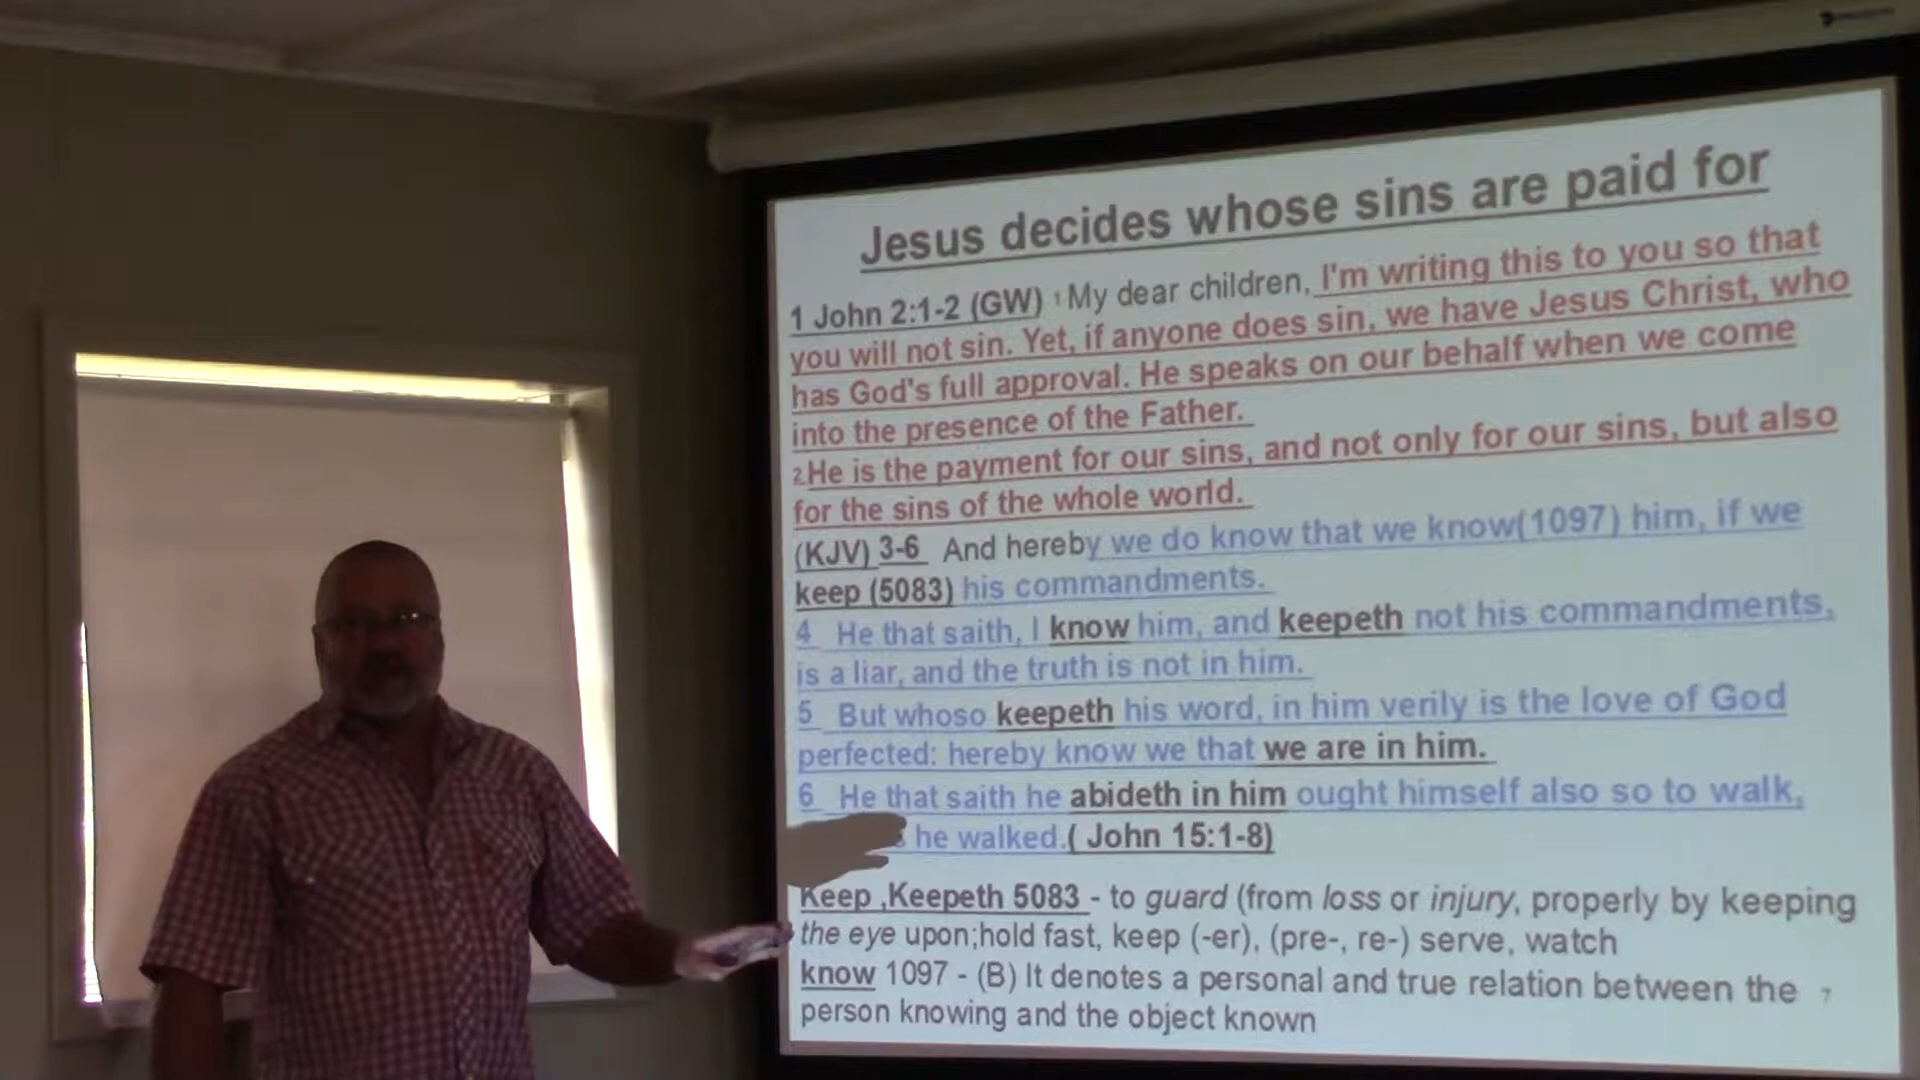 Jesus decides whose sins are paid for
1 John 2:1-2 (GW) 1 My dear children, I'm writing this to you so that
you will not sin. Yet, if anyone does sin, we have Jesus Christ, who
has God's full approval. He speaks on our behalf when we come
into the presence of the Father.
2 He is the payment for our sins, and not only for our sins, but also
for the sins of the whole world.
(KJV) 3-6 And hereby we do know that we know(1097) him, if we
keep (5083) his commandments.
4 He that saith, I know him, and keepeth not his commandments,
is a liar, and the truth is not in him.
5 But whoso keepeth his word, in him verily is the love of God
perfected: hereby know we that we are in him.
6 He that saith he abideth in him ought himself also so to walk,
he walked.( John 15:1-8)
Keep ,Keepeth 5083 - to guard (from loss or injury, properly by keeping
the eye upon;hold fast, keep (-er), (pre-, re-) serve, watch
know 1097 - (B) It denotes a personal and true relation between the
person knowing and the object known
7